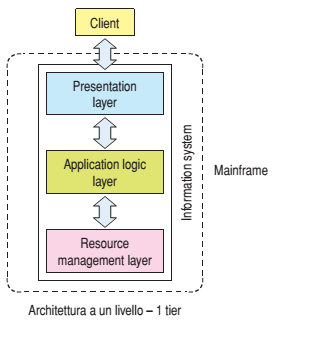 Client
Presentation
layer
Application logic
layer
Resource
management layer
Information system
Mainframe
Architettura a un livello – 1 tier